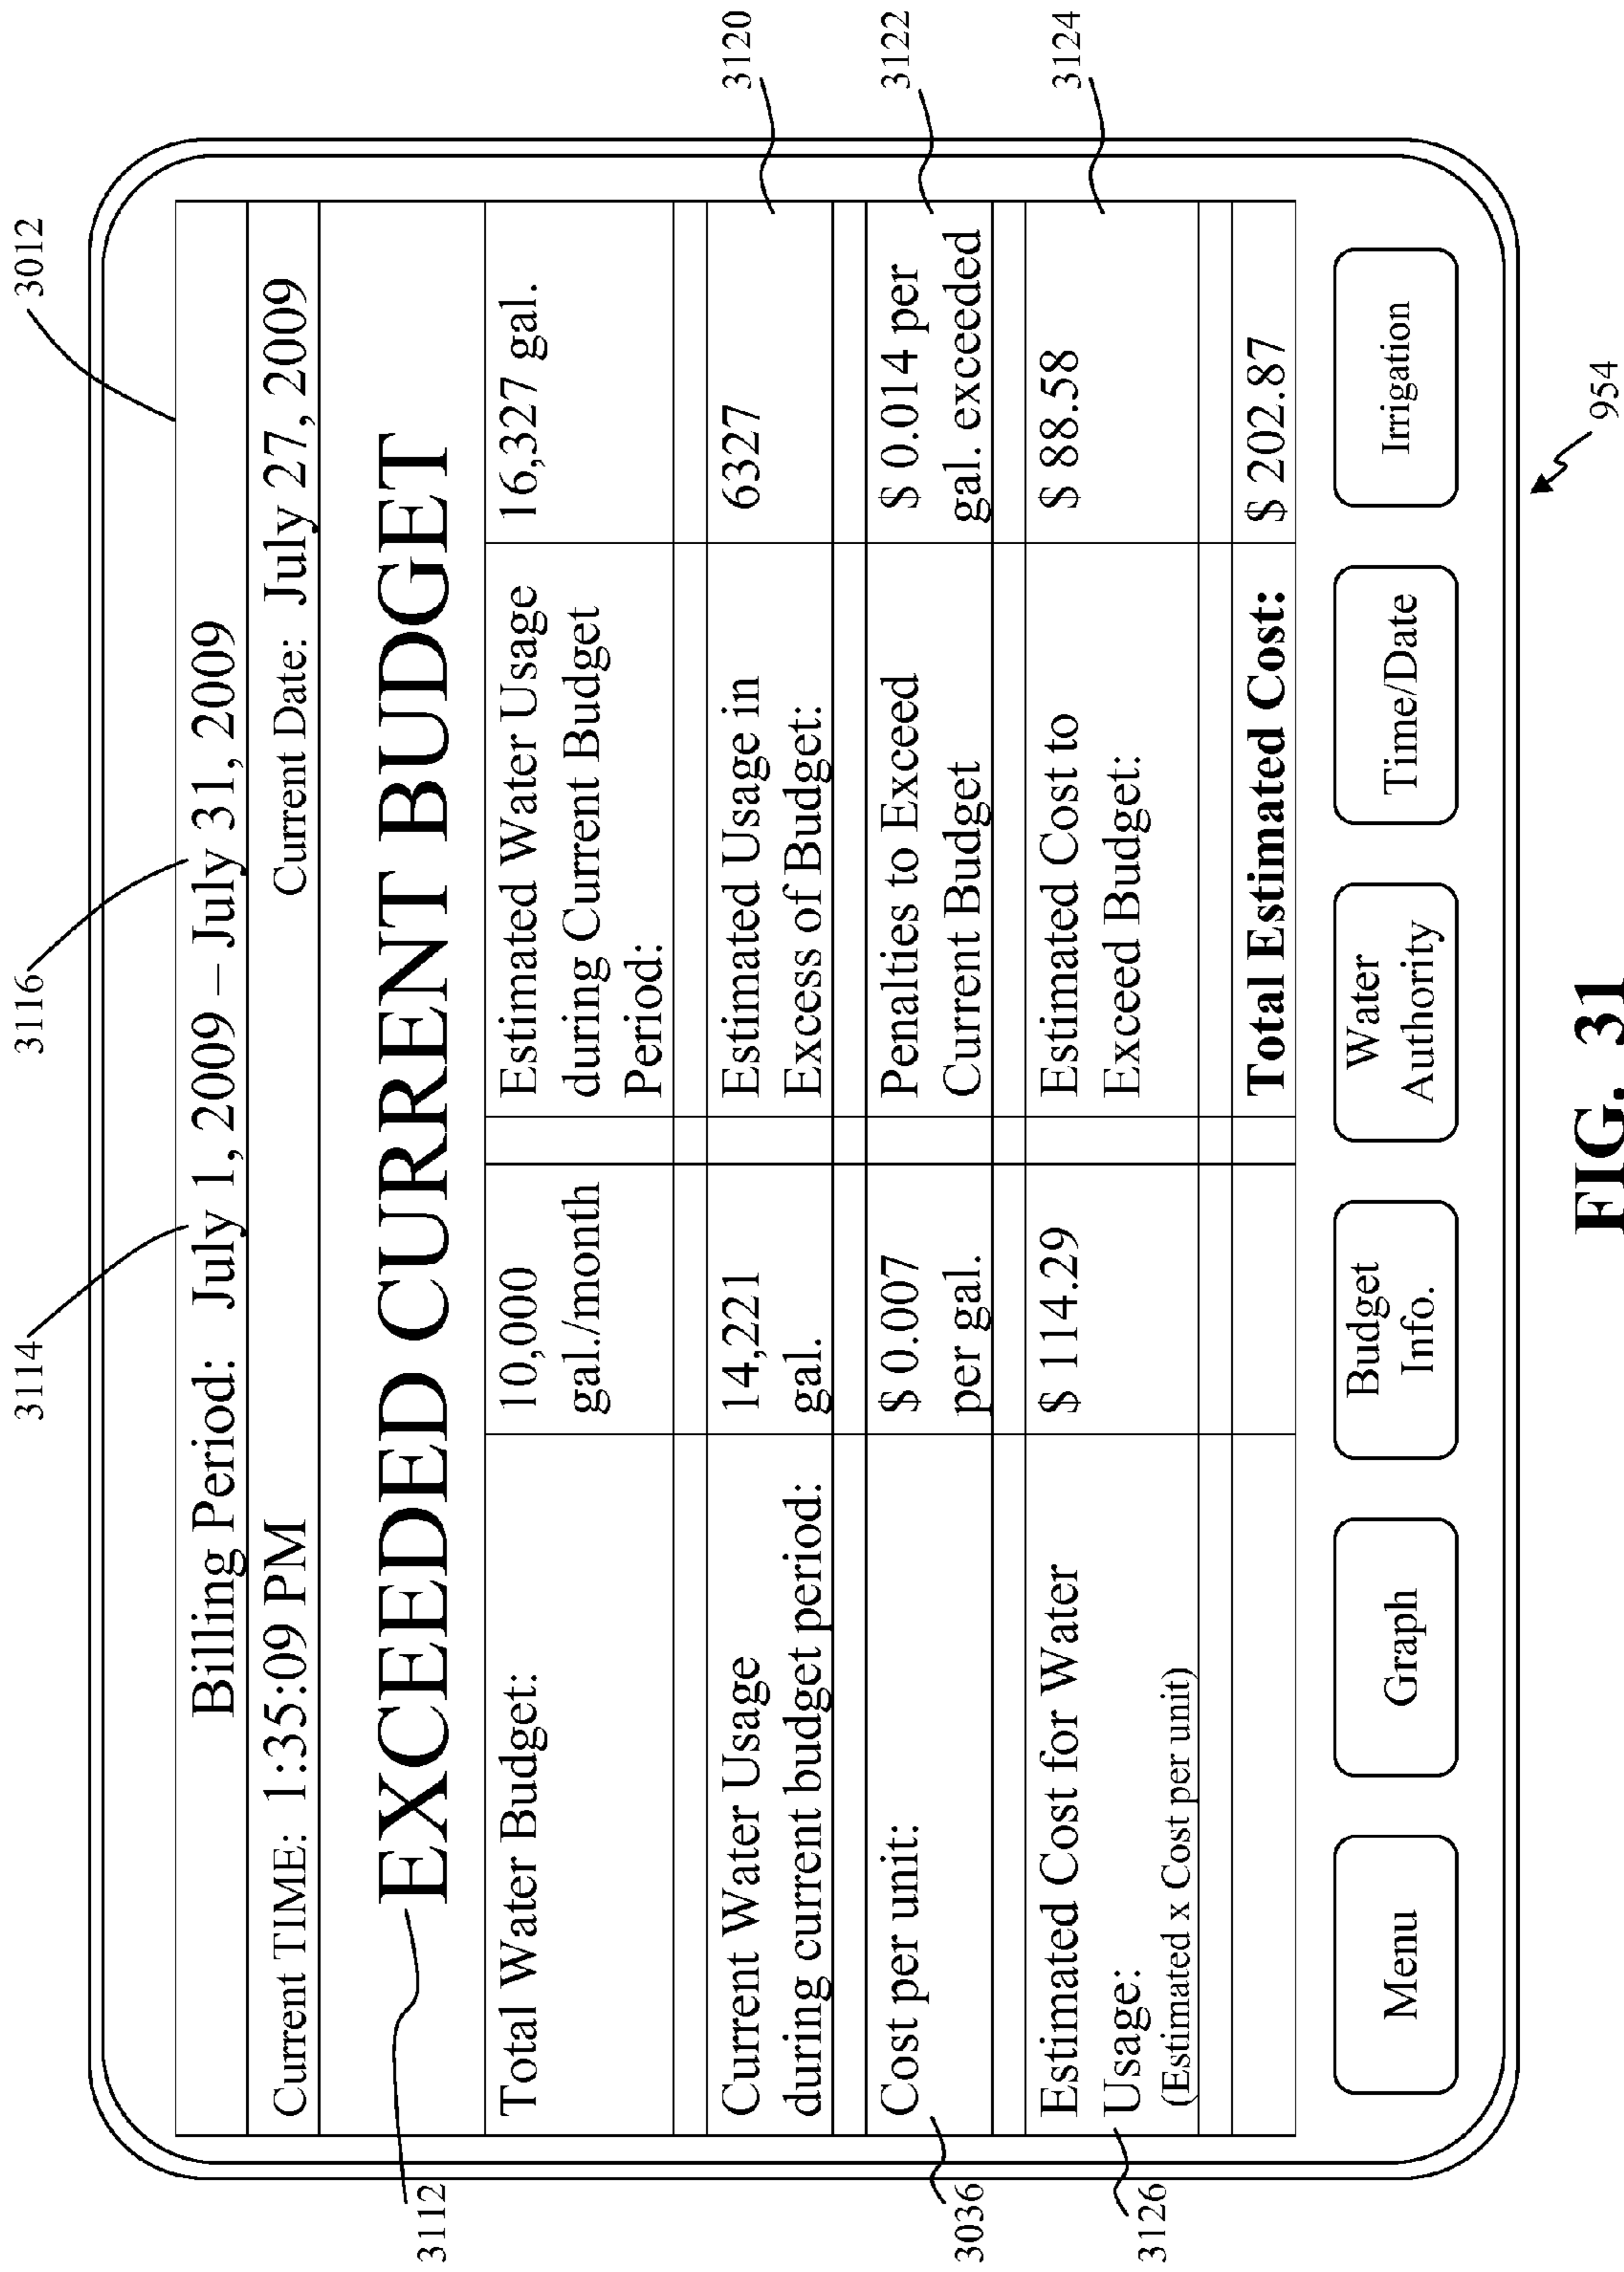 3012
3114
3116
Billing Period: July 1, 2009 – July 31, 2009
Current TIME: 1:35:09 PM
Current Date: July 27, 2009
3112
EXCEEDED CURRENT BUDGET
Total Water Budget:
10,000
gal./month
Estimated Water Usage
during Current Budget
Period:
16,327 gal.
Current Water Usage
during current budget period:
14,221
gal.
Estimated Usage in
Excess of Budget:
6327
3120
3036
Cost per unit:
$ 0.007
per gal.
Penalties to Exceed
Current Budget
$ 0.014 per
gal. exceeded
3122
3126
Estimated Cost for Water
Usage:
(Estimated x Cost per unit)
$ 114.29
Estimated Cost to
Exceed Budget:
$ 88.58
3124
Total Estimated Cost:
$ 202.87
Menu
Graph
Budget
Info.
Water
Authority
Time/Date
Irrigation
954
FIG. 31